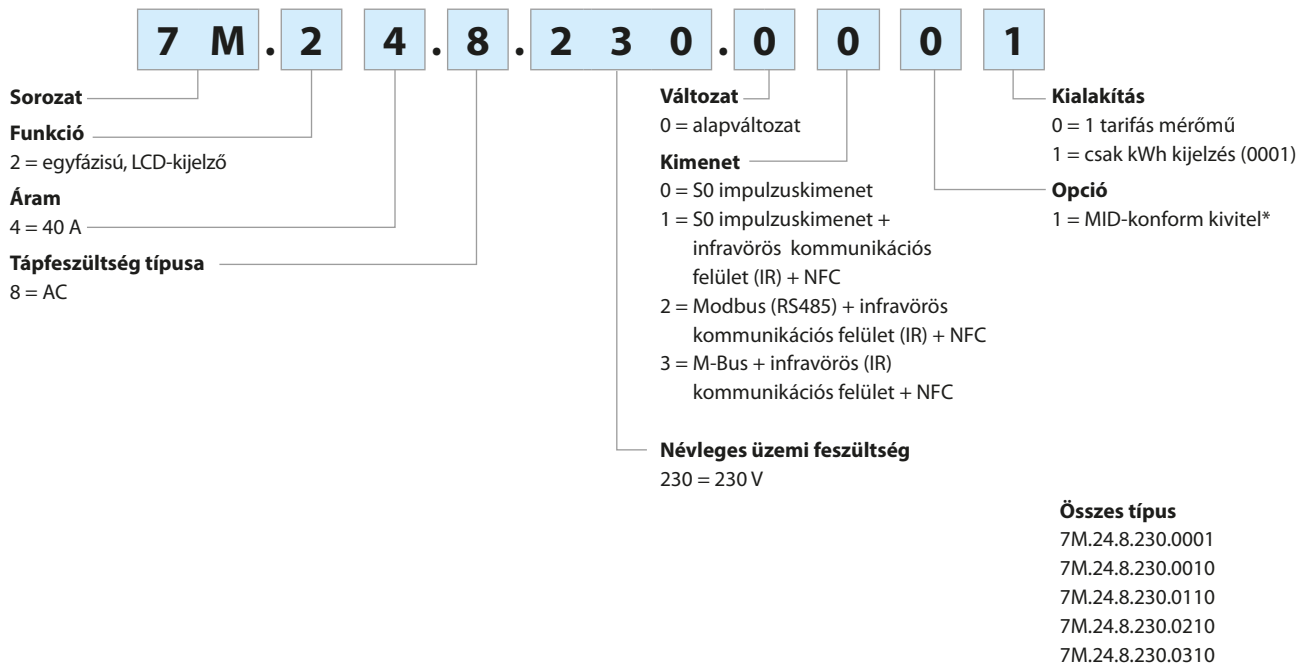 7 M . 2 4 . 8 . 2 3 0 . 0 0 0 1
Sorozat
Funkció
2 = egyfázisú, LCD-kijelző
Áram
4 = 40 A
Tápfeszültség típusa
8 = AC
Változat
0 = alapváltozat
Kimenet
0 = S0 impulzuskimenet
1 = S0 impulzuskimenet +
infravörös kommunikációs
felület (IR) + NFC
2 = Modbus (RS485) + infravörös
kommunikációs felület (IR) + NFC
3 = M-Bus + infravörös (IR)
kommunikációs felület + NFC
Névleges üzemi feszültség
230 = 230 V
Kialakítás
0 = 1 tarifás mérőmű
1 = csak kWh kijelzés (0001)
Opció
1 = MID-konform kivitel*
Összes típus
7M.24.8.230.0001
7M.24.8.230.0010
7M.24.8.230.0110
7M.24.8.230.0210
7M.24.8.230.0310